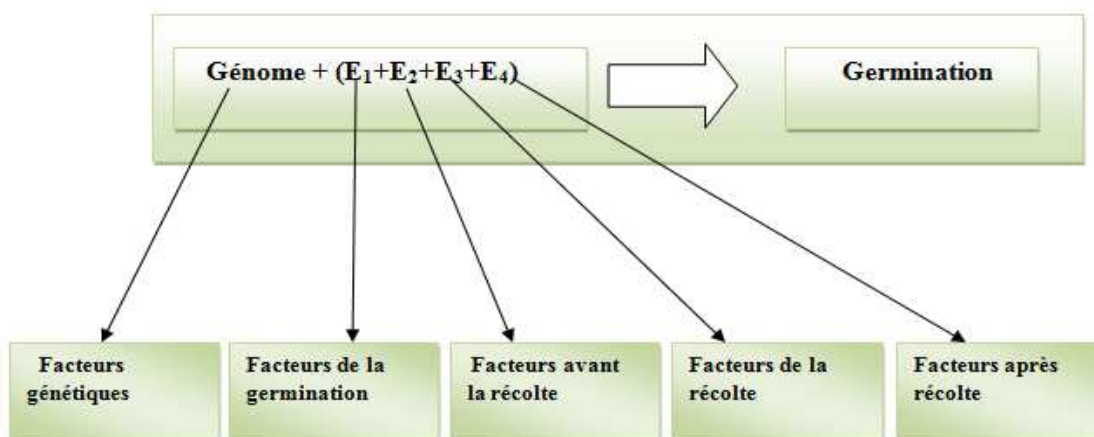 Génome + (E₁+E₂+E₃+E₄)
Germination
Facteurs
génétiques
Facteurs de la
germination
Facteurs avant
la récolte
Facteurs de la
récolte
Facteurs après
récolte